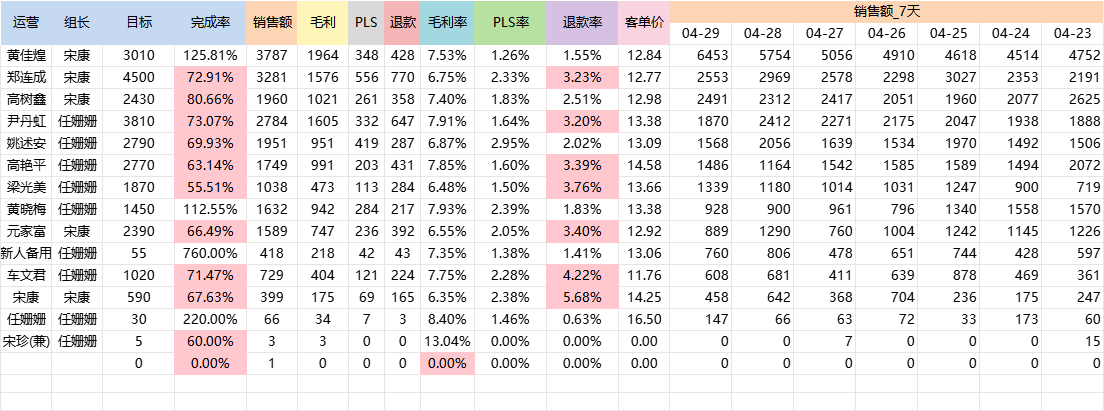 运营 组长 目标 完成率 销售额 毛利 PLS 退款 毛利率 PLS率 退款率 客单价 销售额_7天
04-29 04-28 04-27 04-26 04-25 04-24 04-23
黄佳煌 宋康 3010 125.81% 3787 1964 348 428 7.53% 1.26% 1.55% 12.84 6453 5754 5056 4910 4618 4514 4752
郑连成 宋康 4500 72.91% 3281 1576 556 770 6.75% 2.33% 3.23% 12.77 2553 2969 2578 2298 3027 2353 2191
高树鑫 宋康 2430 80.66% 1960 1021 261 358 7.40% 1.83% 2.51% 12.98 2491 2312 2417 2051 1960 2077 2625
尹丹虹 任姗姗 3810 73.07% 2784 1605 332 647 7.91% 1.64% 3.20% 13.38 1870 2412 2271 2175 2047 1938 1888
姚述安 任姗姗 2790 69.93% 1951 951 419 287 6.87% 2.95% 2.02% 13.09 1568 2056 1639 1534 1970 1492 1506
高艳平 任姗姗 2770 63.14% 1749 991 203 431 7.85% 1.60% 3.39% 14.58 1486 1164 1542 1585 1589 1494 2072
梁光美 任姗姗 1870 55.51% 1038 473 113 284 6.48% 1.50% 3.76% 13.66 1339 1180 1014 1031 1247 900 719
黄晓梅 任姗姗 1450 112.55% 1632 942 284 217 7.93% 2.39% 1.83% 13.38 928 900 961 796 1340 1558 1570
元家富 宋康 2390 66.49% 1589 747 236 392 6.55% 2.05% 3.40% 12.92 889 1290 760 1004 1242 1145 1226
新人备用 任姗姗 55 760.00% 418 218 42 43 7.35% 1.38% 1.41% 13.06 760 806 478 651 744 428 597
车文君 任姗姗 1020 71.47% 729 404 121 224 7.75% 2.28% 4.22% 11.76 608 681 411 639 878 469 361
宋康 宋康 590 67.63% 399 175 69 165 6.35% 2.38% 5.68% 14.25 458 642 368 704 236 175 247
任姗姗 任姗姗 30 220.00% 66 34 7 3 8.40% 1.46% 0.63% 16.50 147 66 63 72 33 173 60
宋珍(兼) 任姗姗 5 60.00% 3 3 0 0 13.04% 0.00% 0.00% 0.00 0 0 7 0 0 0 15
0 0.00% 1 0 0 0 0.00% 0.00% 0.00% 0.00 0 0 0 0 0 0 0